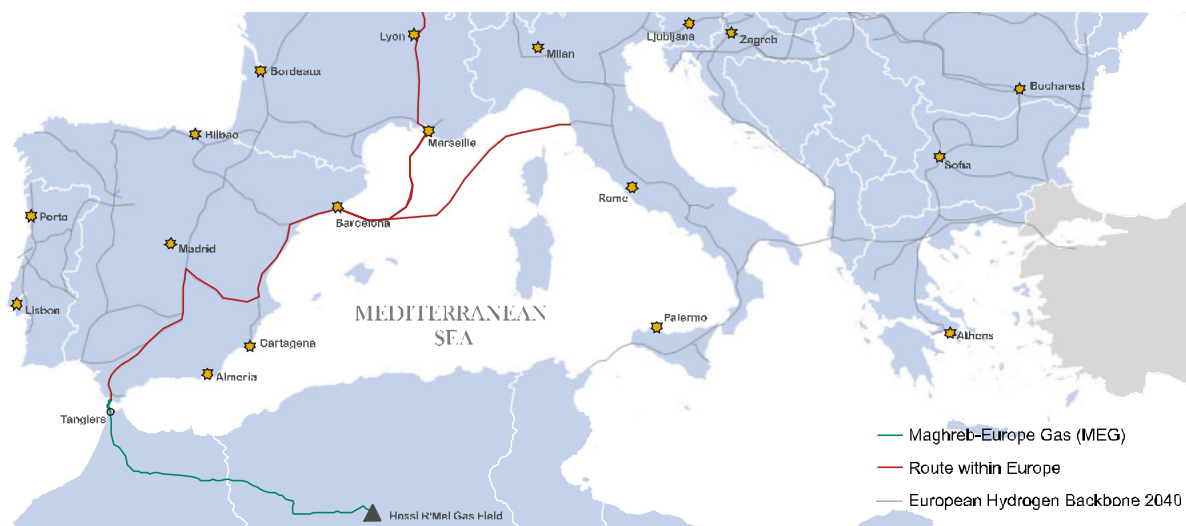 Lyon
Milan
Ljubljana
Zagreb
Bordeaux
Bucharest
Bilbao
Marseille
Sofia
Rome
Porto
Barcelona
Madrid
Lisbon
MEDITERRANEAN
SEA
Palermo
Athens
Cartagena
Almeria
Tangiers
Hassi R'Mel Gas Field
Maghreb-Europe Gas (MEG)
Route within Europe
European Hydrogen Backbone 2040